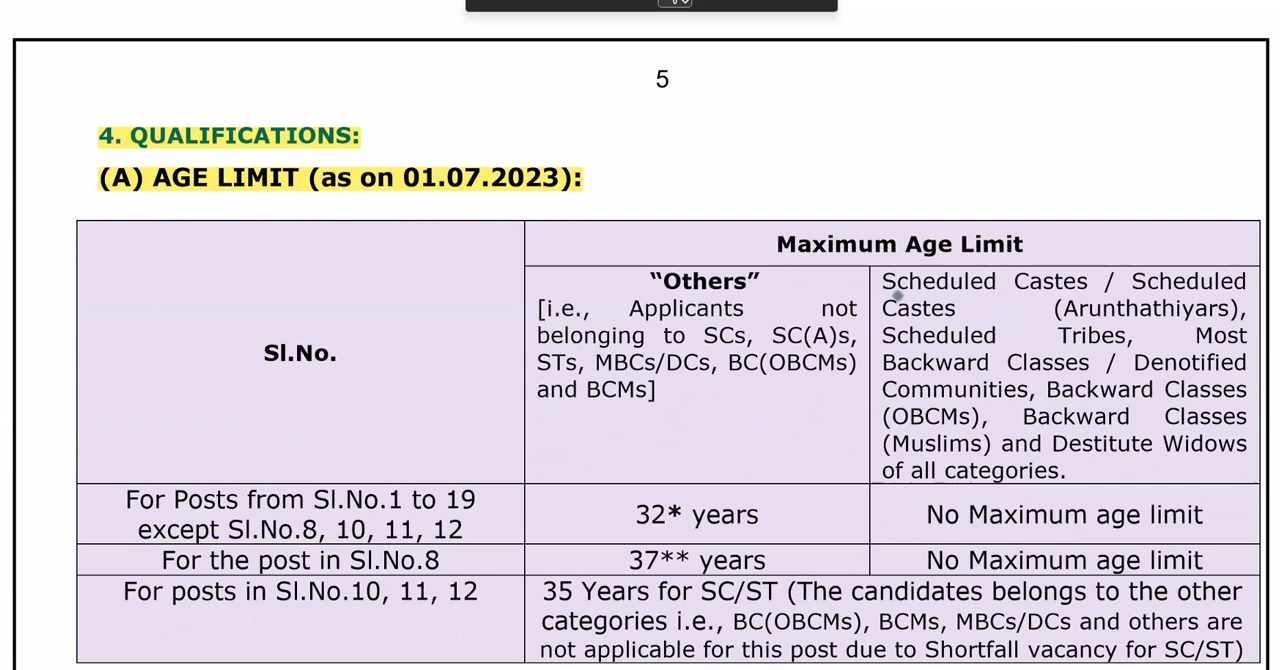 5
4. QUALIFICATIONS:
(A) AGE LIMIT (as on 01.07.2023):
Sl.No.
Maximum Age Limit
“Others”
[i.e., Applicants not
belonging to SCs, SC(A)s,
STs, MBCs/DCs, BC(OBCMs)
and BCMs]
Scheduled Castes / Scheduled
Castes (Arunthathiyars),
Scheduled Tribes, Most
Backward Classes / Denotified
Communities, Backward Classes
(OBCMs), Backward Classes
(Muslims) and Destitute Widows
of all categories.
For Posts from Sl.No.1 to 19
except Sl.No.8, 10, 11, 12
32* years
No Maximum age limit
For the post in Sl.No.8
37** years
No Maximum age limit
For posts in Sl.No.10, 11, 12
35 Years for SC/ST (The candidates belongs to the other
categories i.e., BC(OBCMs), BCMs, MBCs/DCs and others are
not applicable for this post due to Shortfall vacancy for SC/ST)